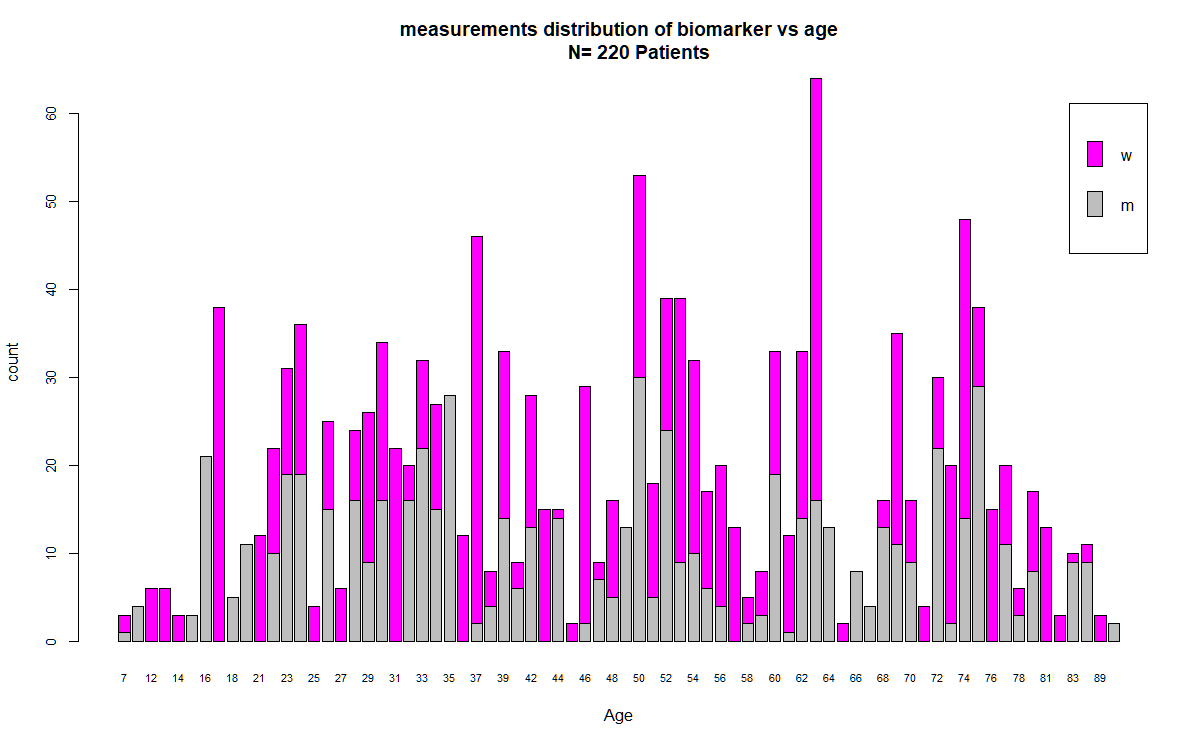 measurements distribution of biomarker vs age
N= 220 Patients
60
50
40
30
20
10
0
count
w
m
7 12 14 16 18 21 23 25 27 29 31 33 35 37 39 42 44 46 48 50 52 54 56 58 60 62 64 66 68 70 72 74 76 78 81 83 89
Age